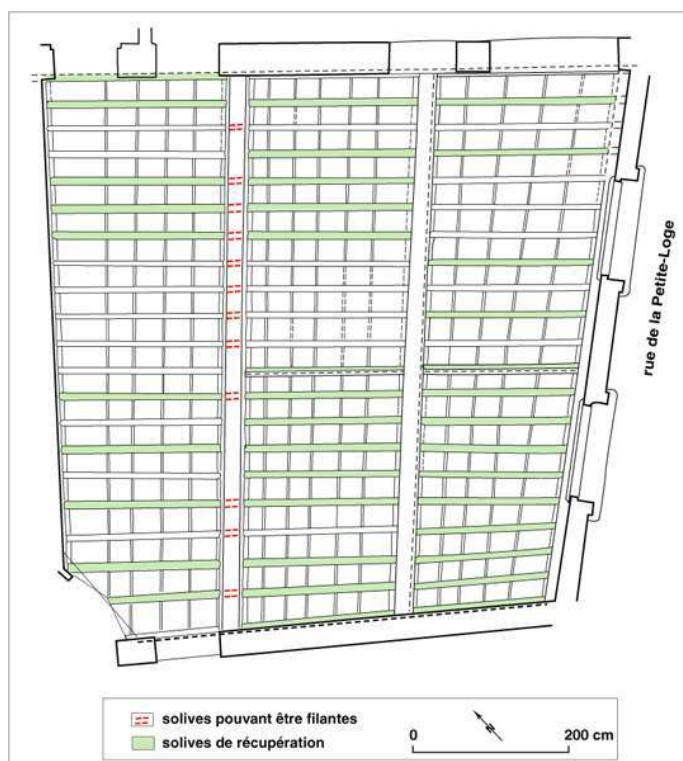 rue de la Petite-Loge
solives pouvant être filantes
solives de récupération
N
0 200 cm